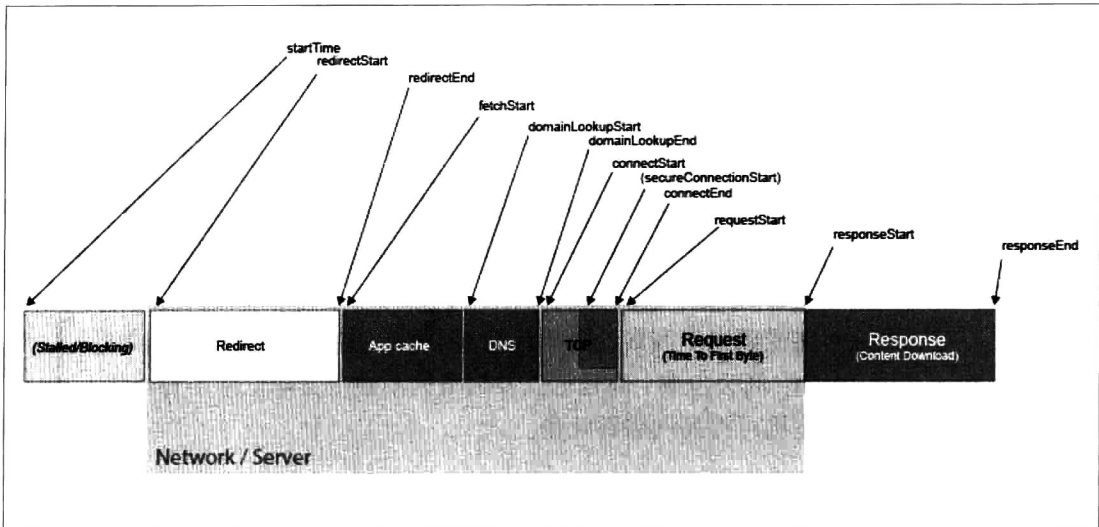 startTime
redirectStart
redirectEnd
fetchStart
domainLookupStart
domainLookupEnd
connectStart
(secureConnectionStart)
connectEnd
requestStart
responseStart
responseEnd
(Stalled/Blocking)
Redirect
App cache
DNS
TCP
Request
(Time To First Byte)
Response
(Content Download)
Network / Server